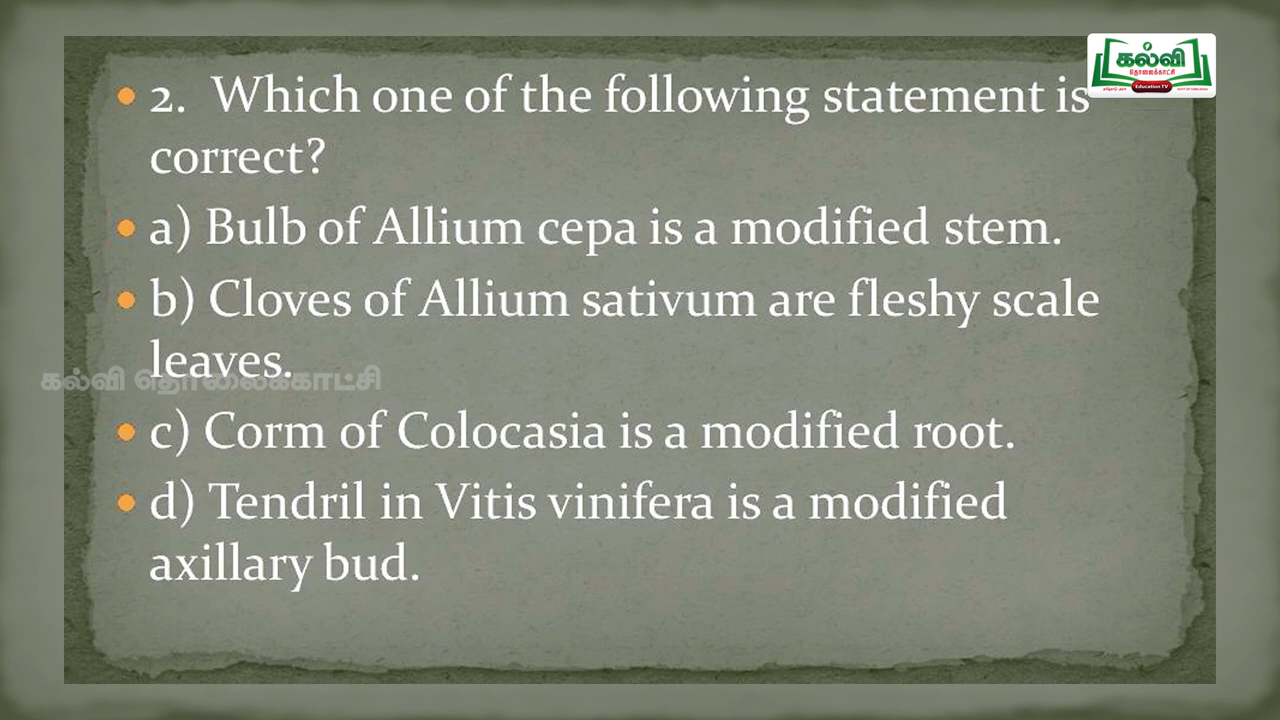 கல்வி
தொலைக்காட்சி
Education TV
2. Which one of the following statement is
correct?
a) Bulb of Allium cepa is a modified stem.
b) Cloves of Allium sativum are fleshy scale
leaves.
கல்வி தொலைக்காட்சி
c) Corm of Colocasia is a modified root.
d) Tendril in Vitis vinifera is a modified
axillary bud.